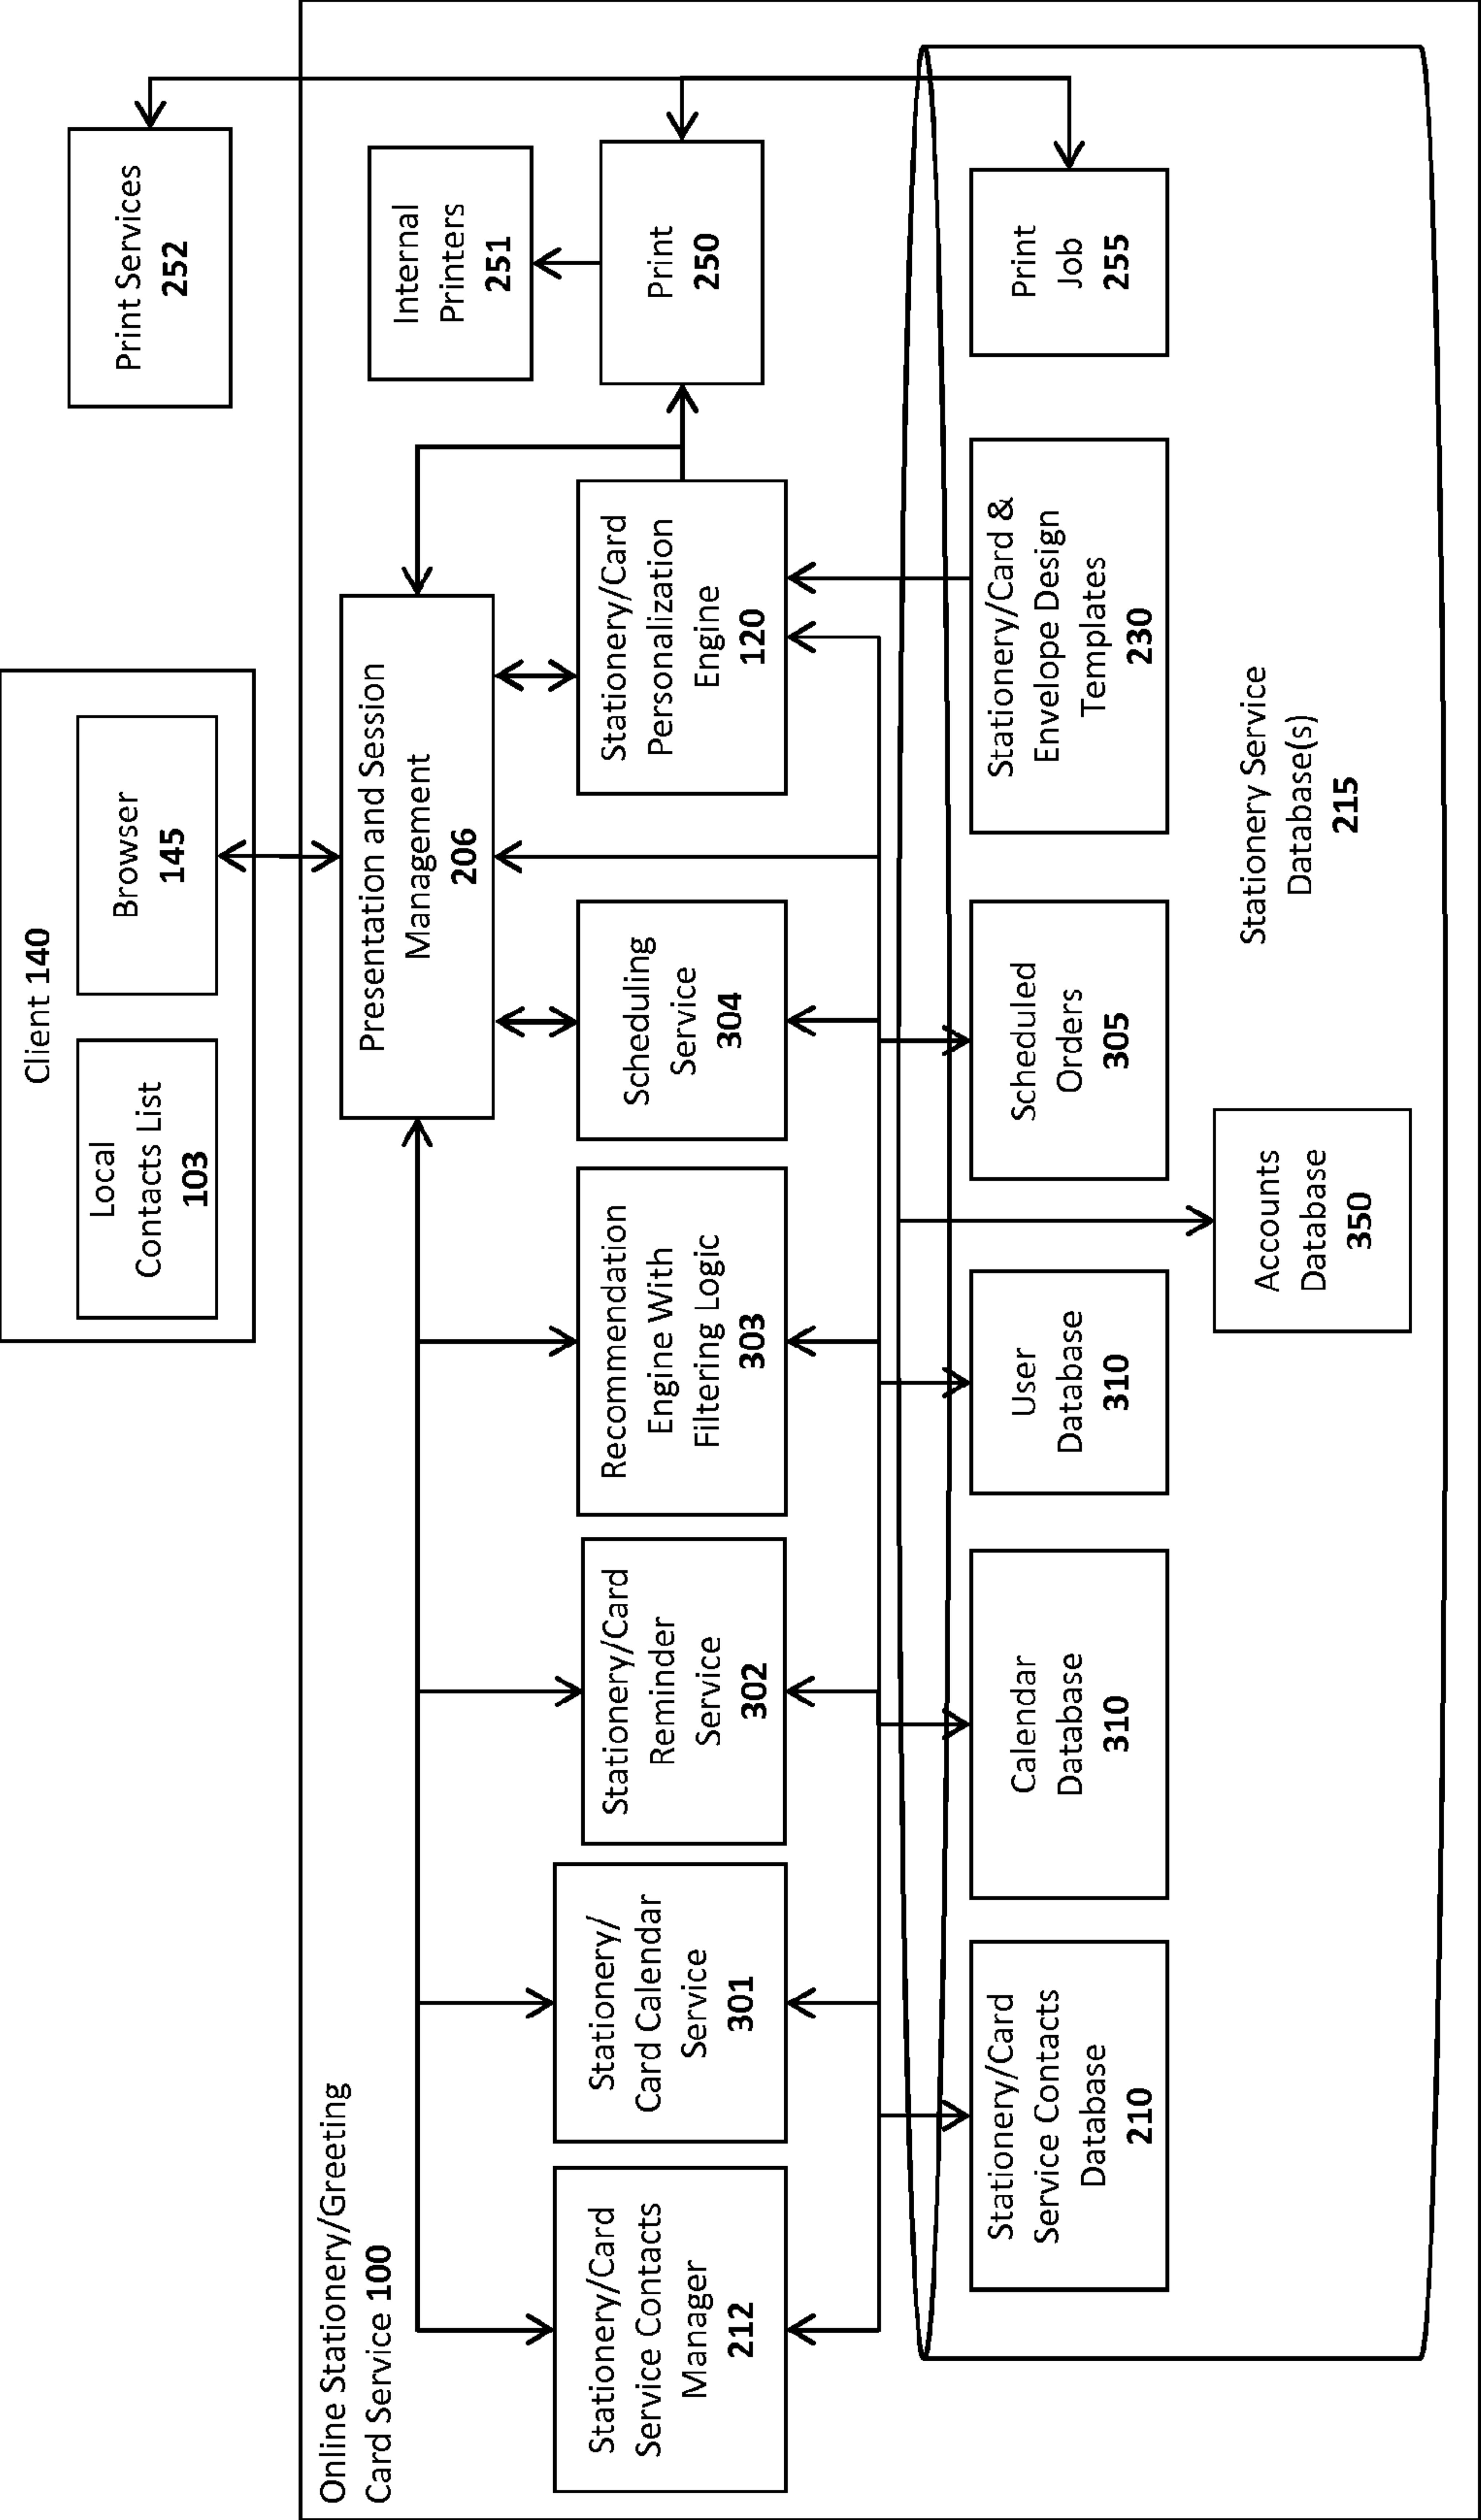 Client 140
Local
Contacts List
103
Browser
145
Print Services
252
Online Stationery/Greeting
Card Service 100
Presentation and Session
Management
206
Internal
Printers
251
Stationery/Card
Service Contacts
Manager
212
Stationery/
Card Calendar
Service
301
Stationery/Card
Reminder
Service
302
Recommendation
Engine With
Filtering Logic
303
Scheduling
Service
304
Stationery/Card
Personalization
Engine
120
Print
250
Stationery/Card
Service Contacts
Database
210
Calendar
Database
310
User
Database
310
Scheduled
Orders
305
Stationery/Card &
Envelope Design
Templates
230
Print
Job
255
Accounts
Database
350
Stationery Service
Database(s)
215